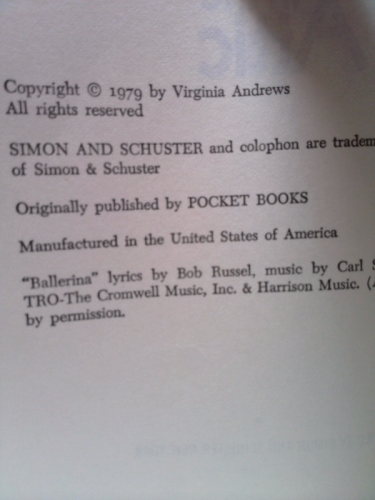 Copyright © 1979 by Virginia Andrews
All rights reserved
SIMON AND SCHUSTER and colophon are tradem
of Simon & Schuster
Originally published by POCKET BOOKS
Manufactured in the United States of America
"Ballerina" lyrics by Bob Russel, music by Carl S
TRO-The Cromwell Music, Inc. & Harrison Music. (
by permission.